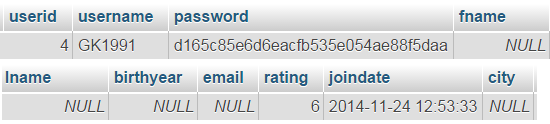 userid username password fname
4 GK1991 d165c85e6d6eacfb535e054ae88f5daa NULL
lname birthyear email rating joindate city
NULL NULL NULL 6 2014-11-24 12:53:33 NULL